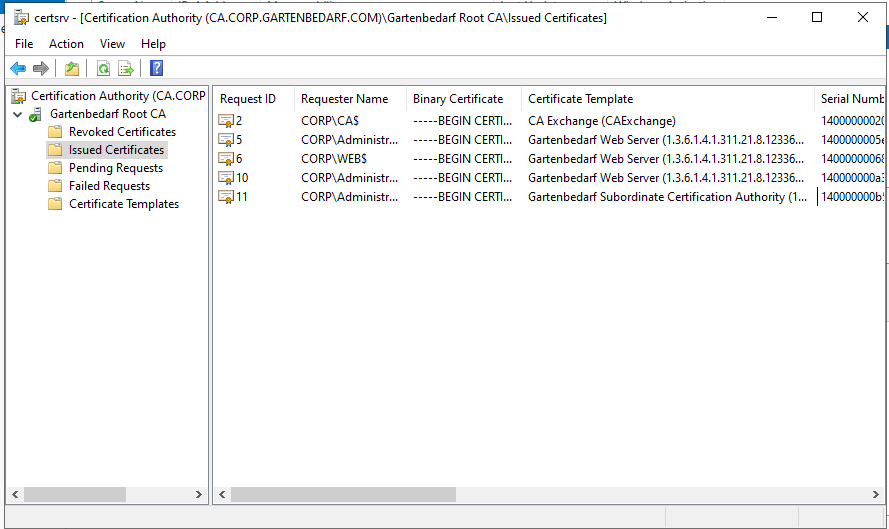 certsrv - [Certification Authority (CA.CORP.GARTENBEDARF.COM)\Gartenbedarf Root CA\Issued Certificates]
File Action View Help
Certification Authority (CA.CORP
Gartenbedarf Root CA
Revoked Certificates
Issued Certificates
Pending Requests
Failed Requests
Certificate Templates
Request ID Requester Name Binary Certificate Certificate Template Serial Numb
2 CORP\CA$ -----BEGIN CERTI... CA Exchange (CAExchange)1400000002
5 CORP\Administr... -----BEGIN CERTI... Gartenbedarf Web Server (1.3.6.1.4.1.311.21.8.12336... 1400000005
6 CORP\WEB$ -----BEGIN CERTI... Gartenbedarf Web Server (1.3.6.1.4.1.311.21.8.12336... 1400000006
10 CORP\Administr... -----BEGIN CERTI... Gartenbedarf Web Server (1.3.6.1.4.1.311.21.8.12336... 140000000a
11 CORP\Administr... -----BEGIN CERTI... Gartenbedarf Subordinate Certification Authority (1... 140000000b